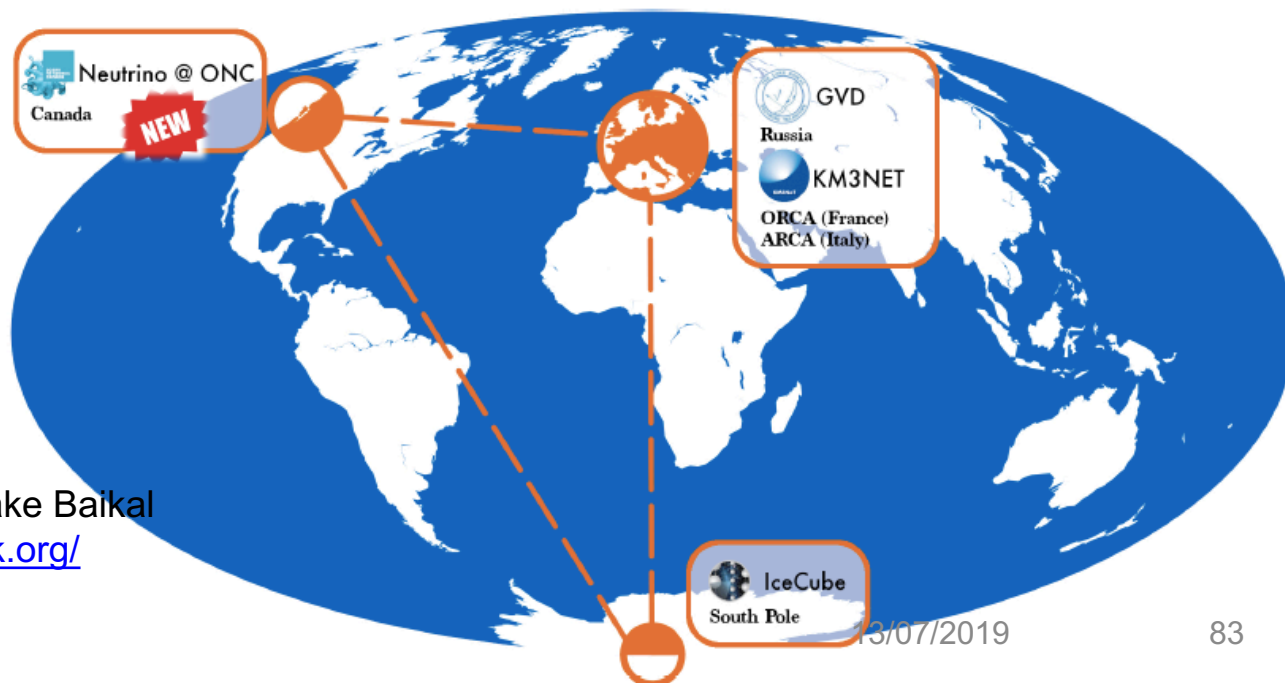 Neutrino @ ONC
Canada
NEW
GVD
Russia
KM3NET
ORCA (France)
ARCA (Italy)
ake Baikal
k.org/
IceCube
South Pole
13/07/2019
83